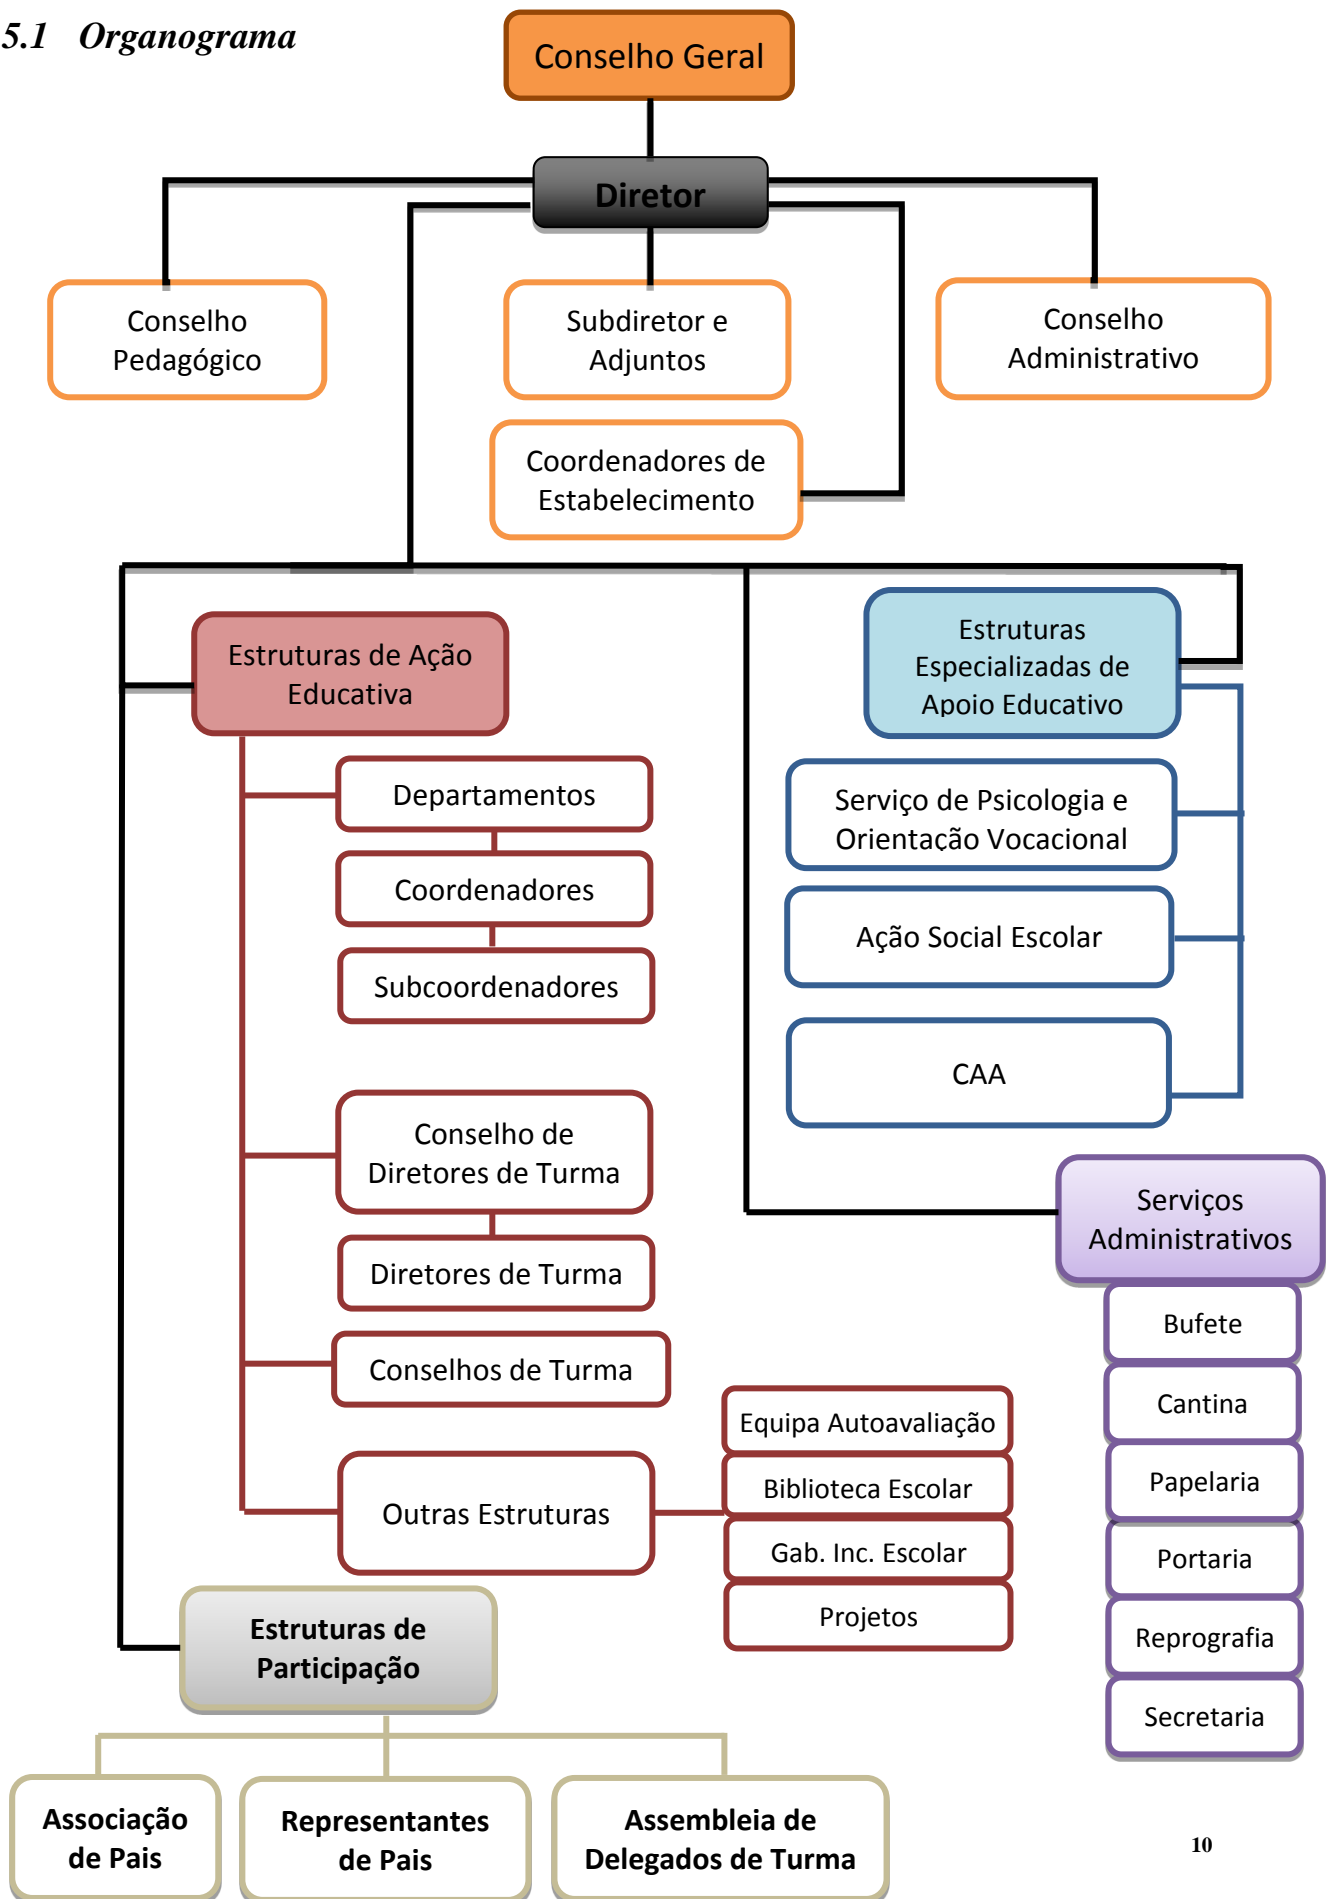 5.1 Organograma
Conselho Geral
Diretor
Conselho
Pedagógico
Subdiretor e
Adjuntos
Conselho
Administrativo
Coordenadores de
Estabelecimento
Estruturas de Ação
Educativa
Departamentos
Coordenadores
Subcoordenadores
Conselho de
Diretores de Turma
Diretores de Turma
Conselhos de Turma
Outras Estruturas
Equipa Autoavaliação
Biblioteca Escolar
Gab. Inc. Escolar
Projetos
Estruturas
Especializadas de
Apoio Educativo
Serviço de Psicologia e
Orientação Vocacional
Ação Social Escolar
CAA
Serviços
Administrativos
Bufete
Cantina
Papelaria
Portaria
Reprografia
Secretaria
Estruturas de
Participação
Associação
de Pais
Representantes
de Pais
Assembleia de
Delegados de Turma
10